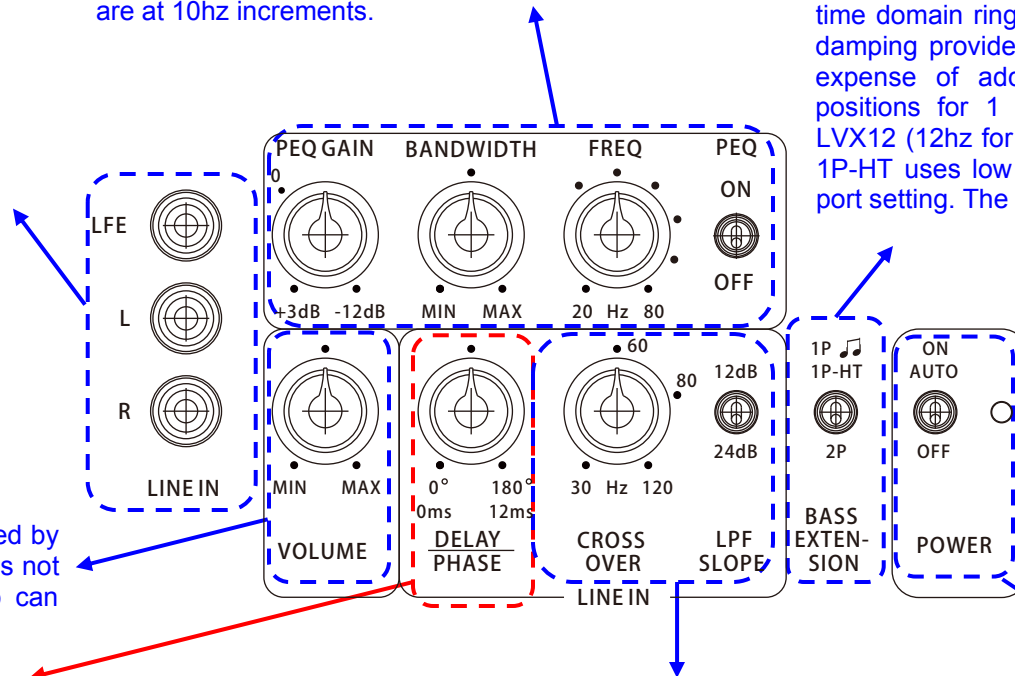 are at 10hz increments.
time domain ring
damping provide
expense of add
positions for 1
LVX12 (12hz for
1P-HT uses low
port setting. The
PEQ GAIN BANDWIDTH FREQ PEQ
0
ON
OFF
+3dB -12dB MIN MAX 20 Hz 80
LFE
L
R
LINE IN
60
80
12dB
24dB
1P ♫
1P-HT
2P
ON
AUTO
OFF
MIN MAX 0° 180° 30 Hz 120
0ms 12ms
VOLUME
DELAY
PHASE
CROSS
OVER
LPF
SLOPE
BASS
EXTEN-
SION
POWER
LINE IN
ed by
s not
can